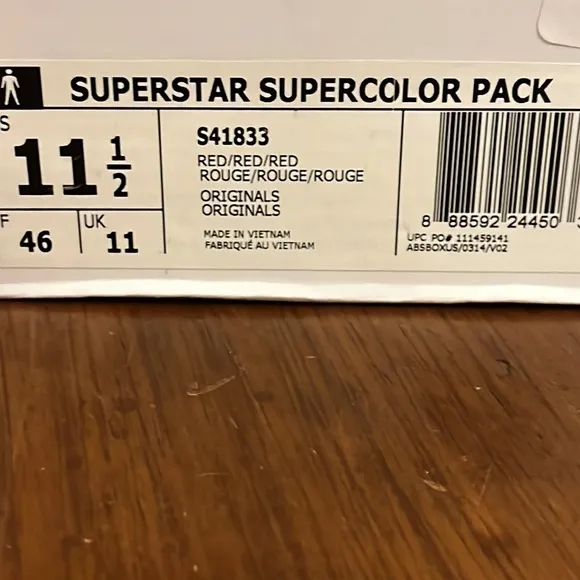 SUPERSTAR SUPERCOLOR PACK
S
11 1/2
F
46
UK
11
S41833
RED/RED/RED
ROUGE/ROUGE/ROUGE
ORIGINALS
ORIGINALS
MADE IN VIETNAM
FABRIQUÉ AU VIETNAM
8 88592 24450
UPC PO# 111459141
ABSBOXUS/0314/V02